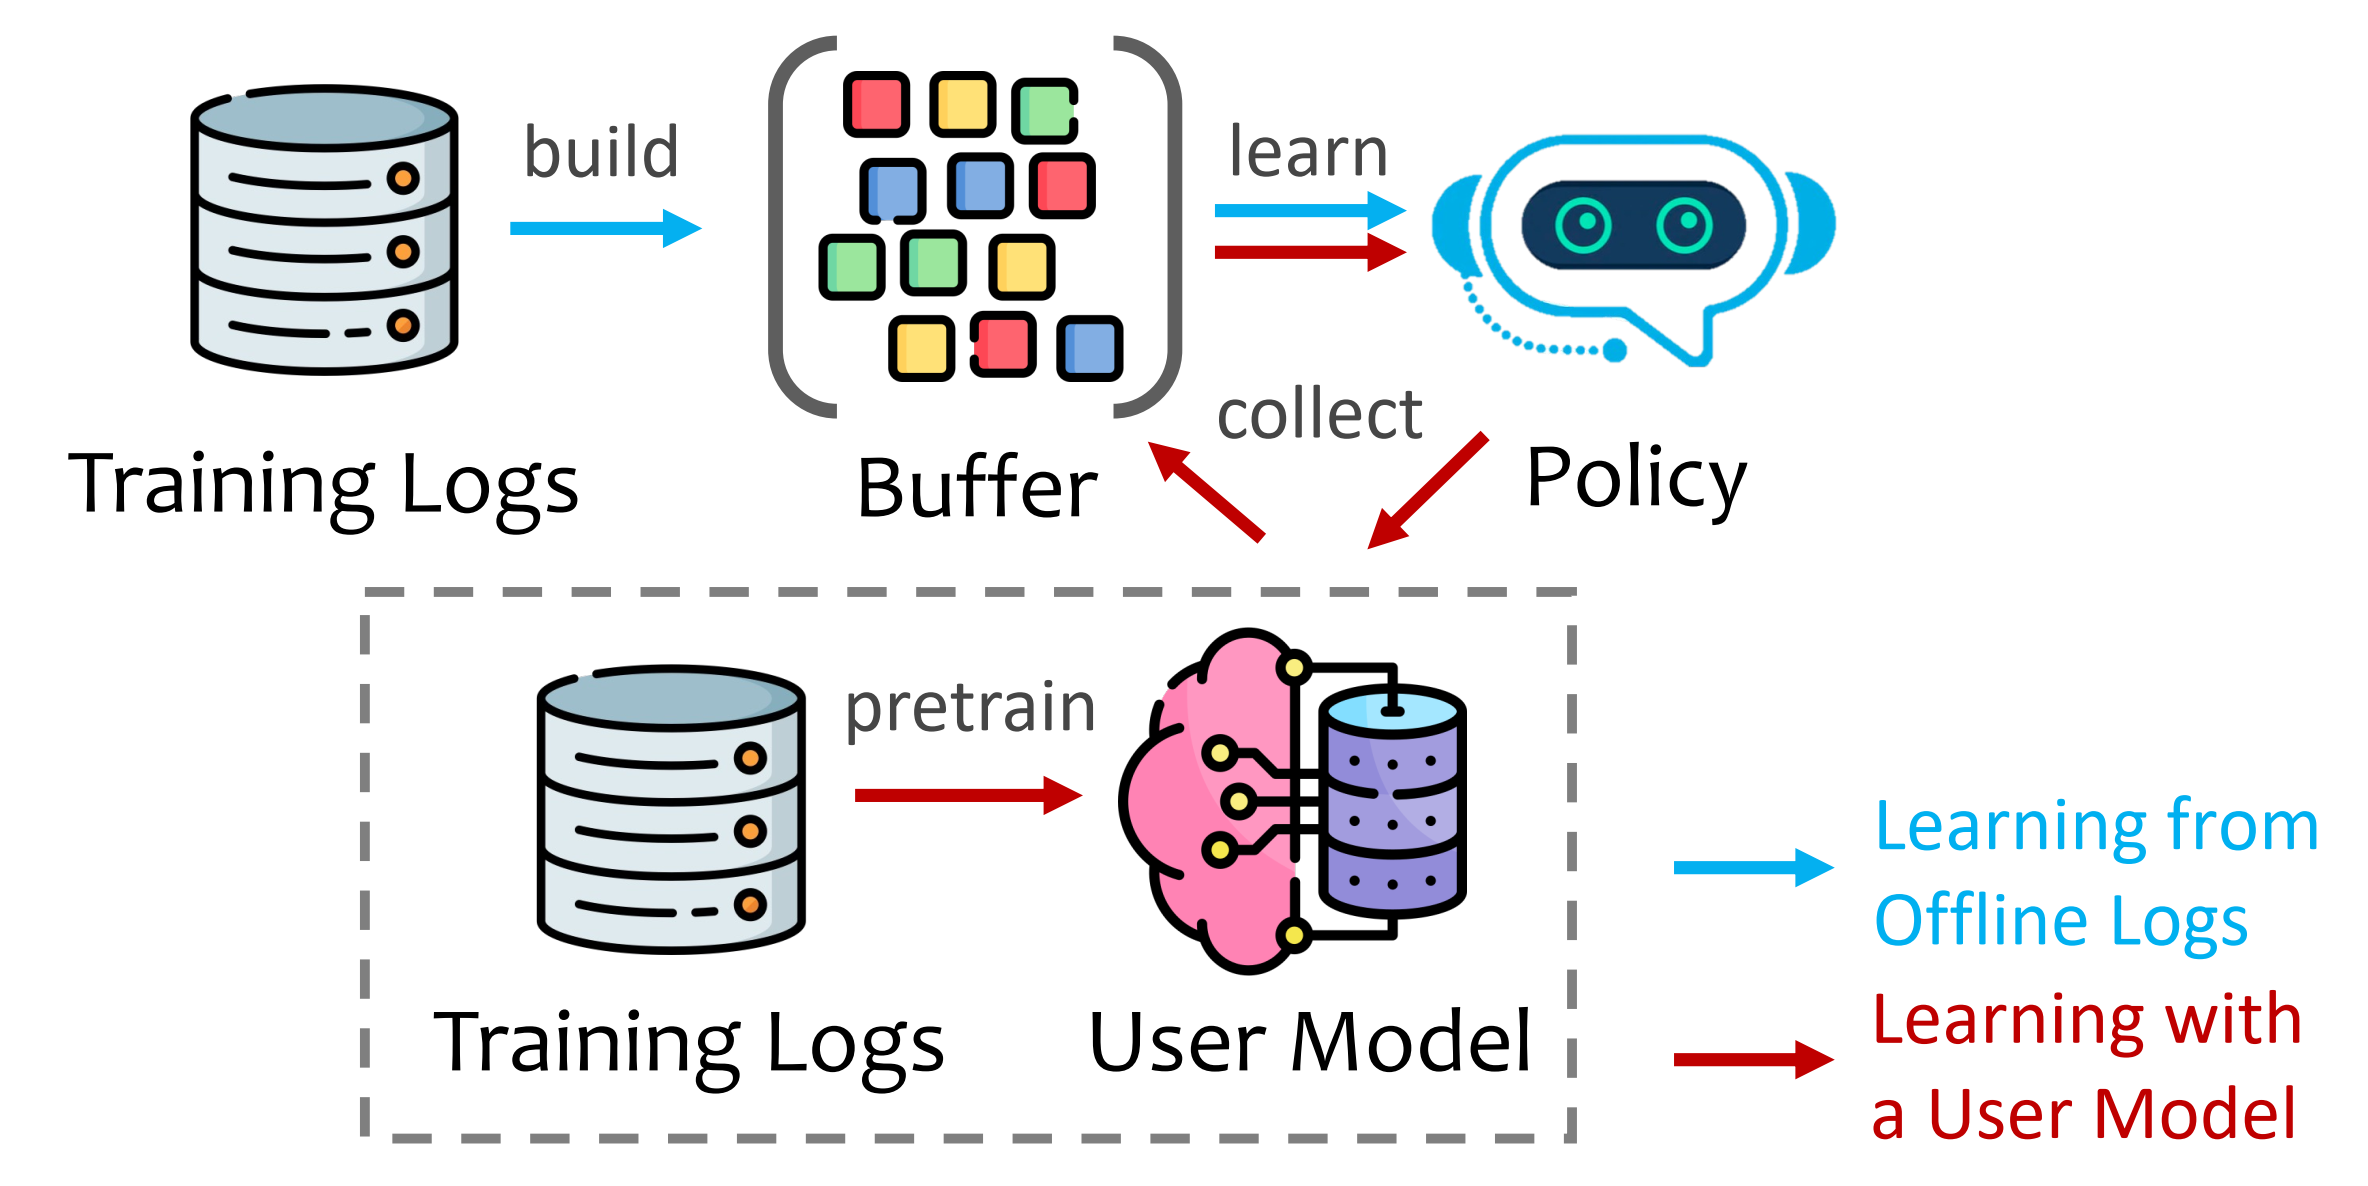 build
learn
collect
Training Logs
Buffer
Policy
pretrain
Training Logs
User Model
Learning from
Offline Logs
Learning with
a User Model